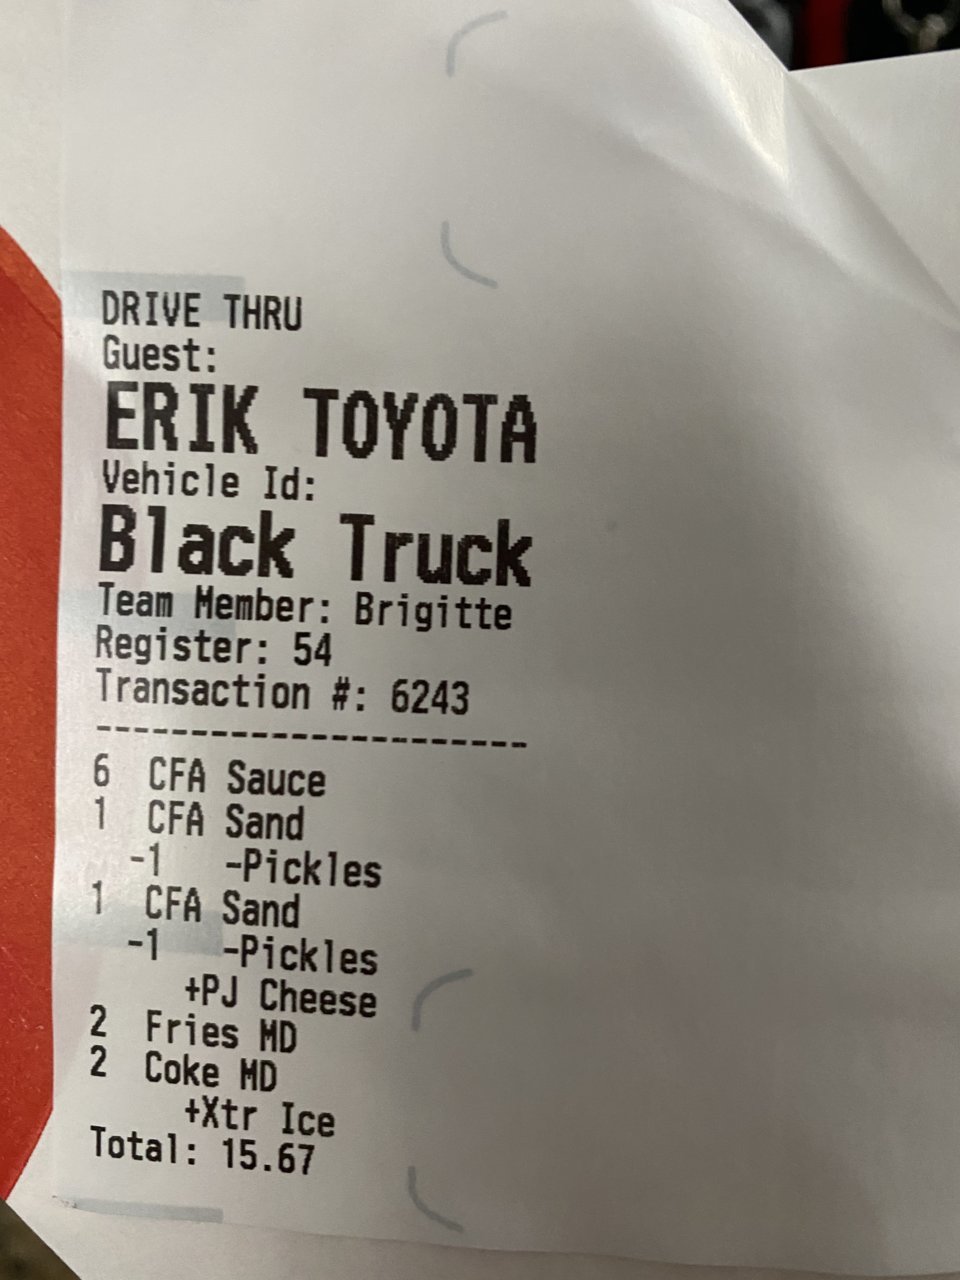 DRIVE THRU
Guest:
ERIK TOYOTA
Vehicle Id:
Black Truck
Team Member: Brigitte
Register: 54
Transaction #: 6243
----------------------
6 CFA Sauce
1 CFA Sand
-1 -Pickles
1 CFA Sand
-1 -Pickles
+PJ Cheese
2 Fries MD
2 Coke MD
+Xtr Ice
Total: 15.67